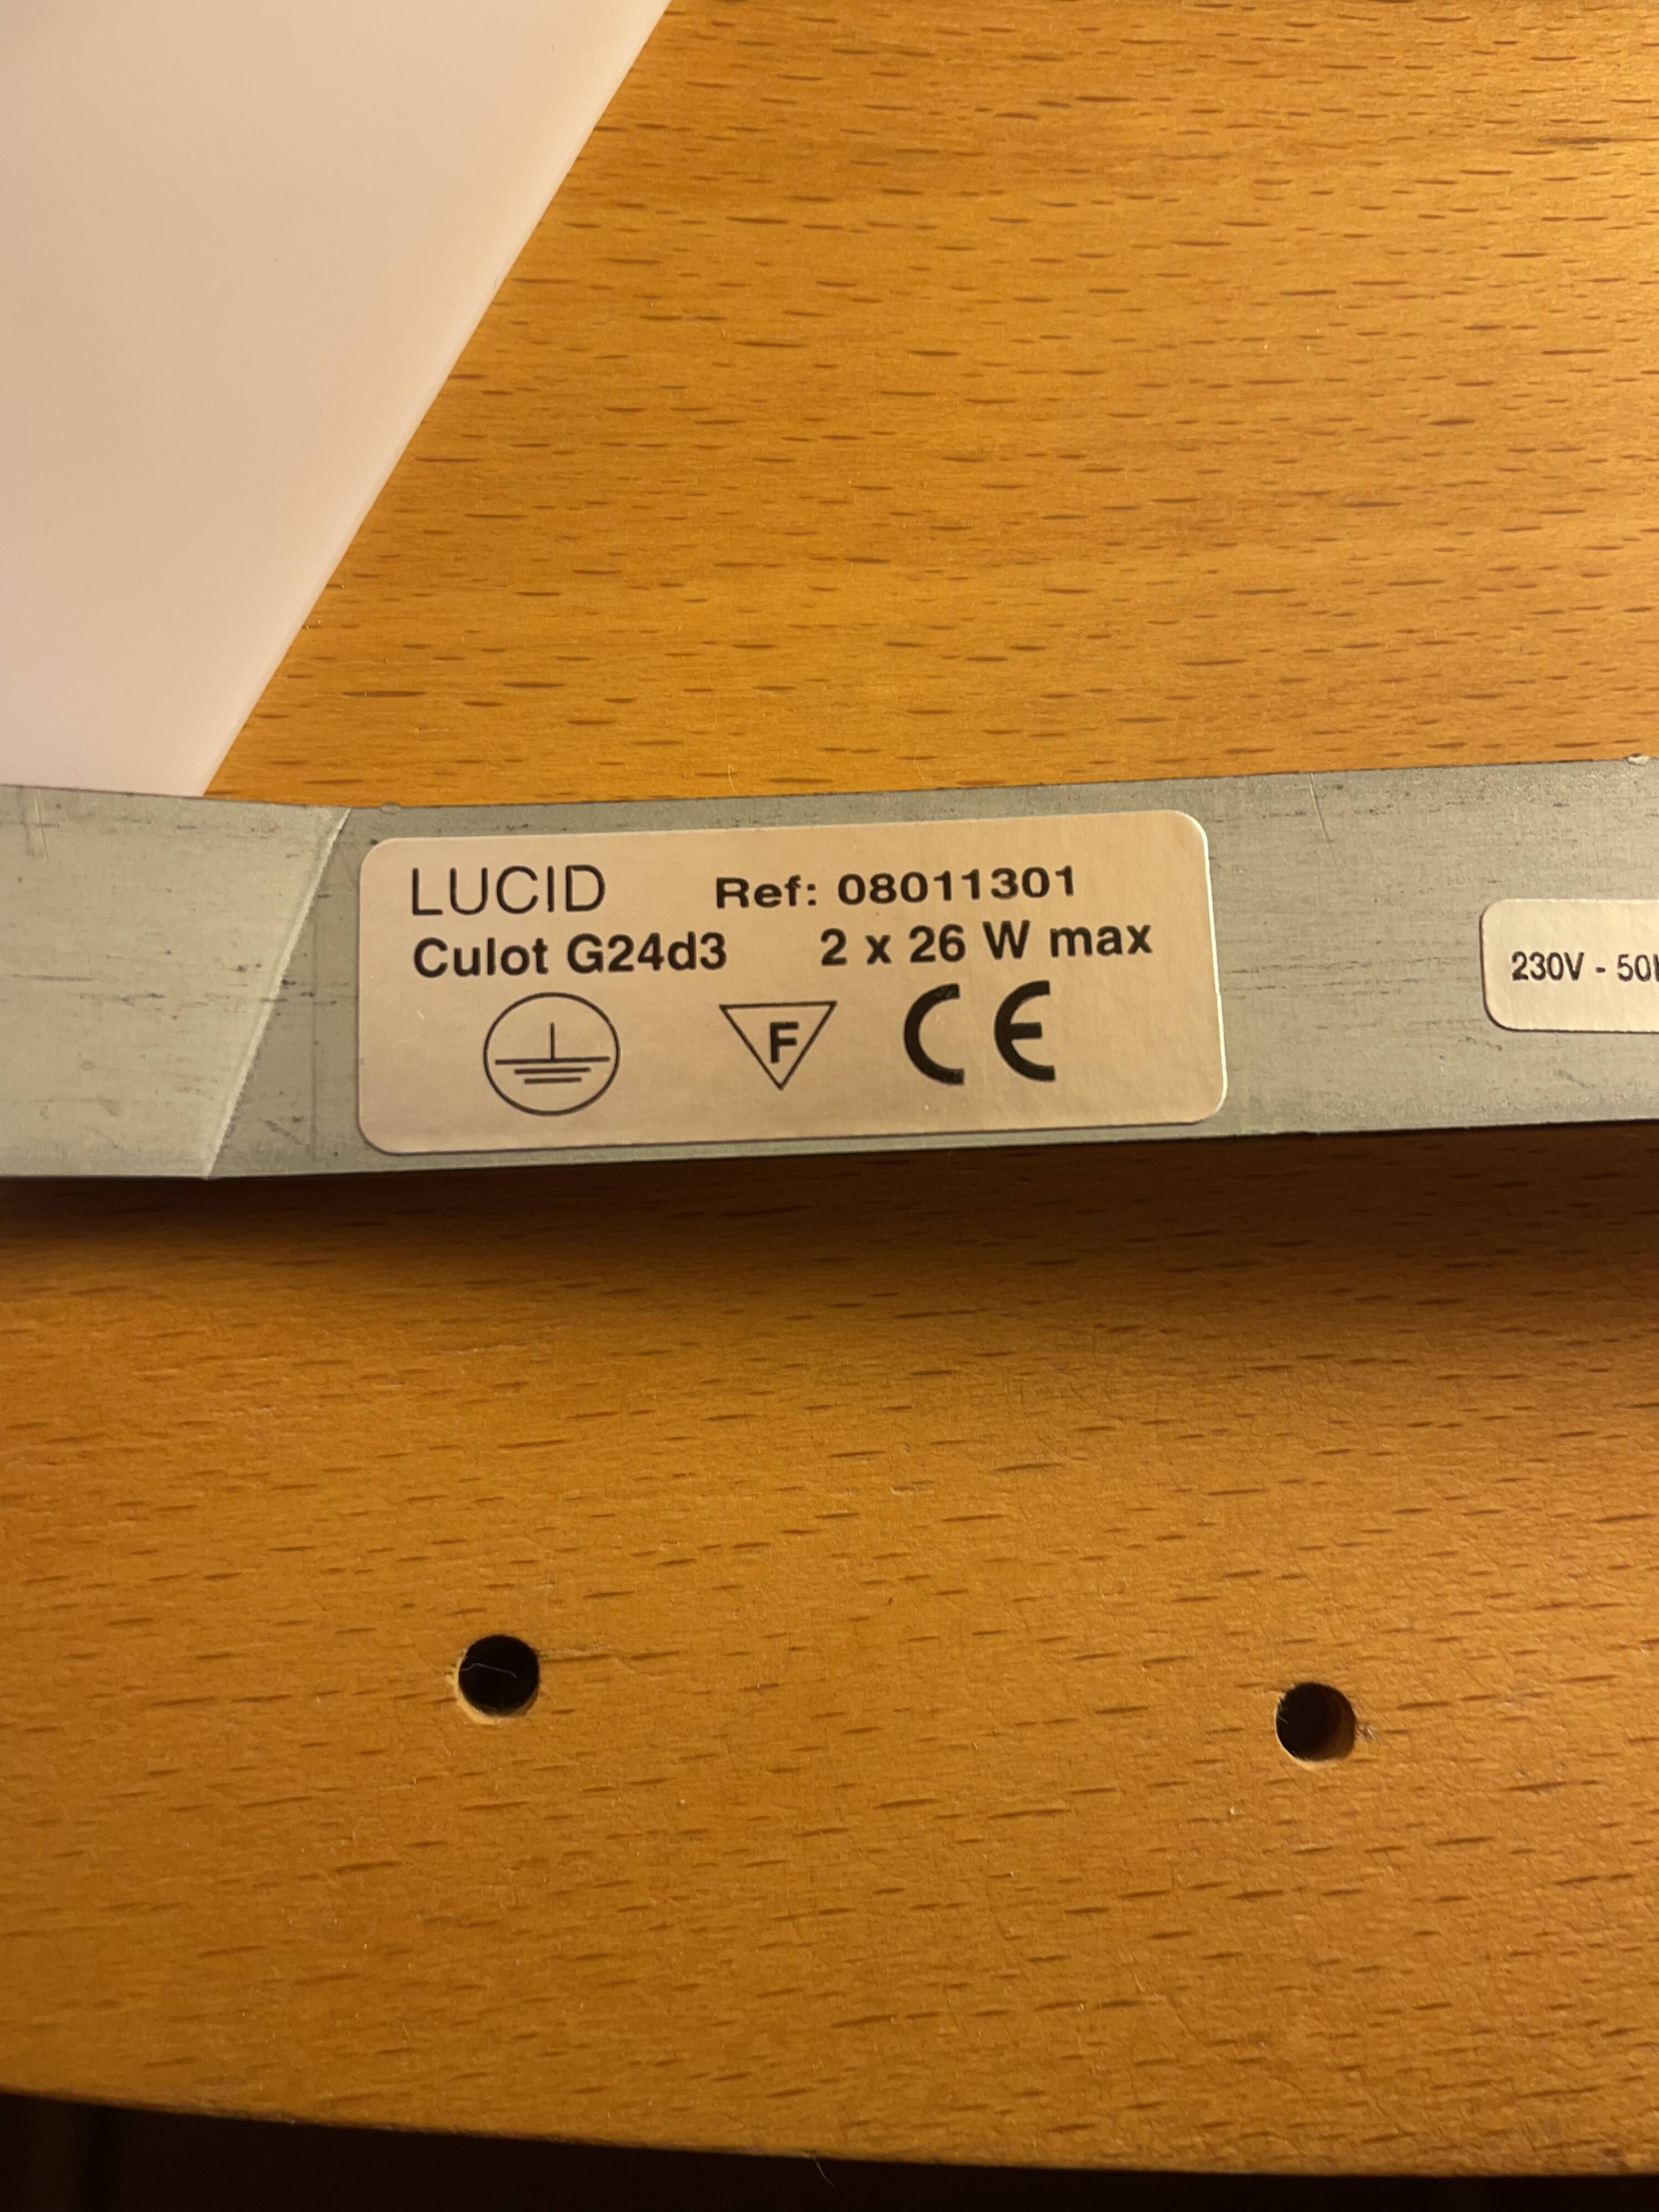 LUCID Ref: 08011301
Culot G24d3 2 x 26 W max
F CE
230V - 50